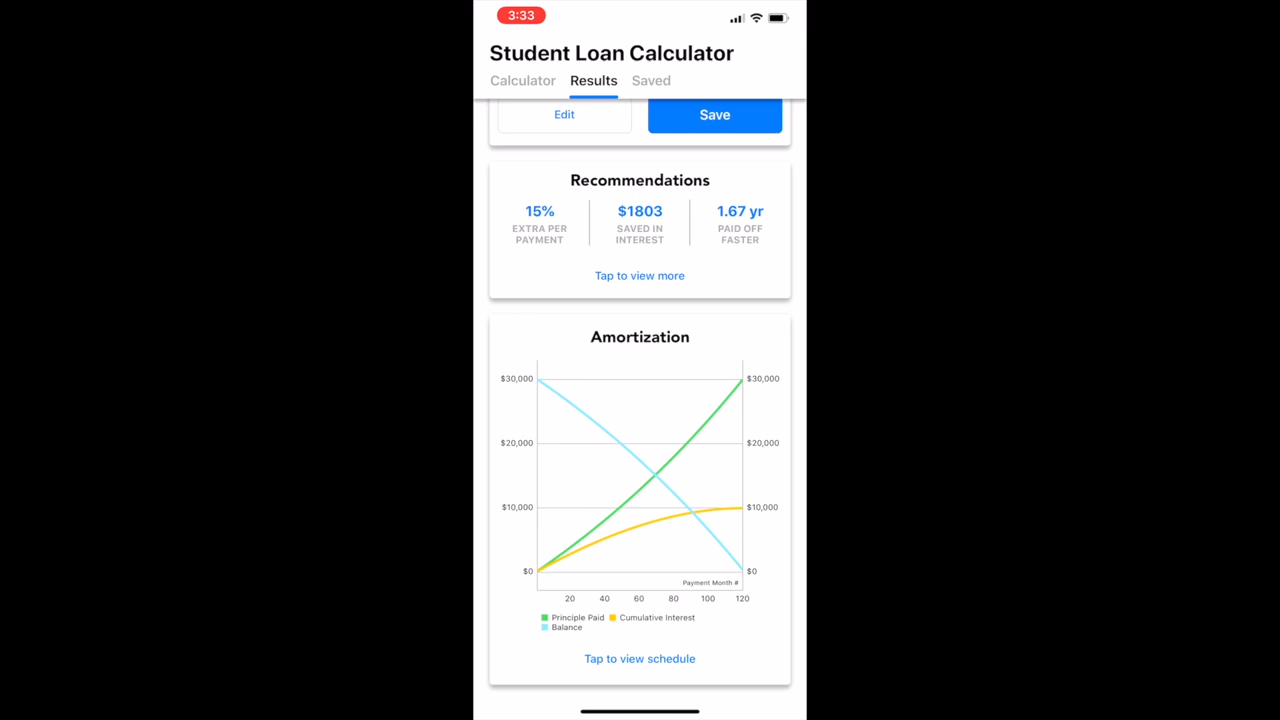 3:33
Student Loan Calculator
Calculator Results Saved
Edit Save
Recommendations
15% $1803 1.67 yr
EXTRA PER SAVED IN PAID OFF
PAYMENT INTEREST FASTER
Tap to view more
Amortization
$30,000 $30,000
$20,000 $20,000
$10,000 $10,000
$0 $0
Payment Month #
20 40 60 80 100 120
Principle Paid Cumulative Interest
Balance
Tap to view schedule